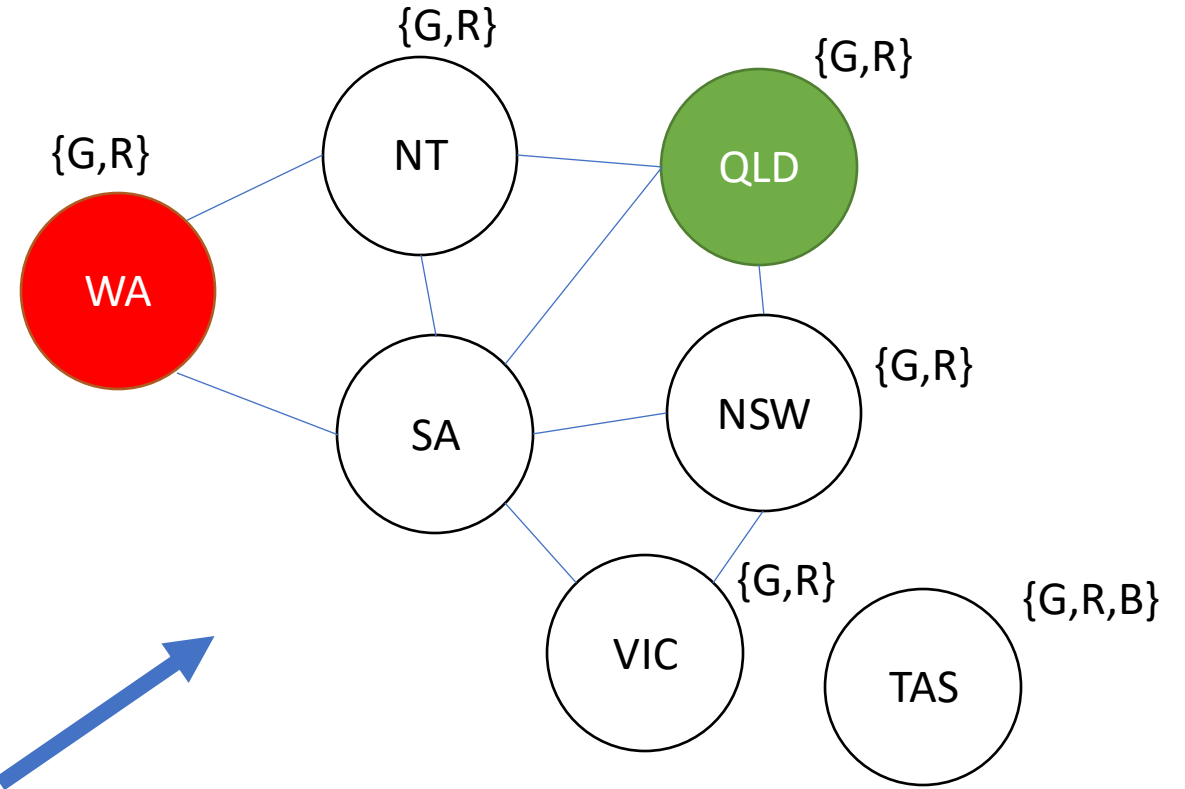 {G,R}
{G,R}
NT
{G,R}
QLD
WA
{G,R}
NSW
SA
{G,R}
{G,R,B}
VIC
TAS